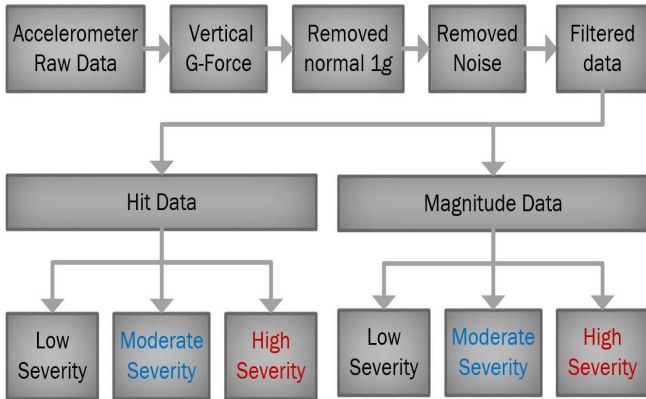 Accelerometer
Raw Data
Vertical
G-Force
Removed
normal 1g
Removed
Noise
Filtered
data
Hit Data
Magnitude Data
Low
Severity
Moderate
Severity
High
Severity
Low
Severity
Moderate
Severity
High
Severity